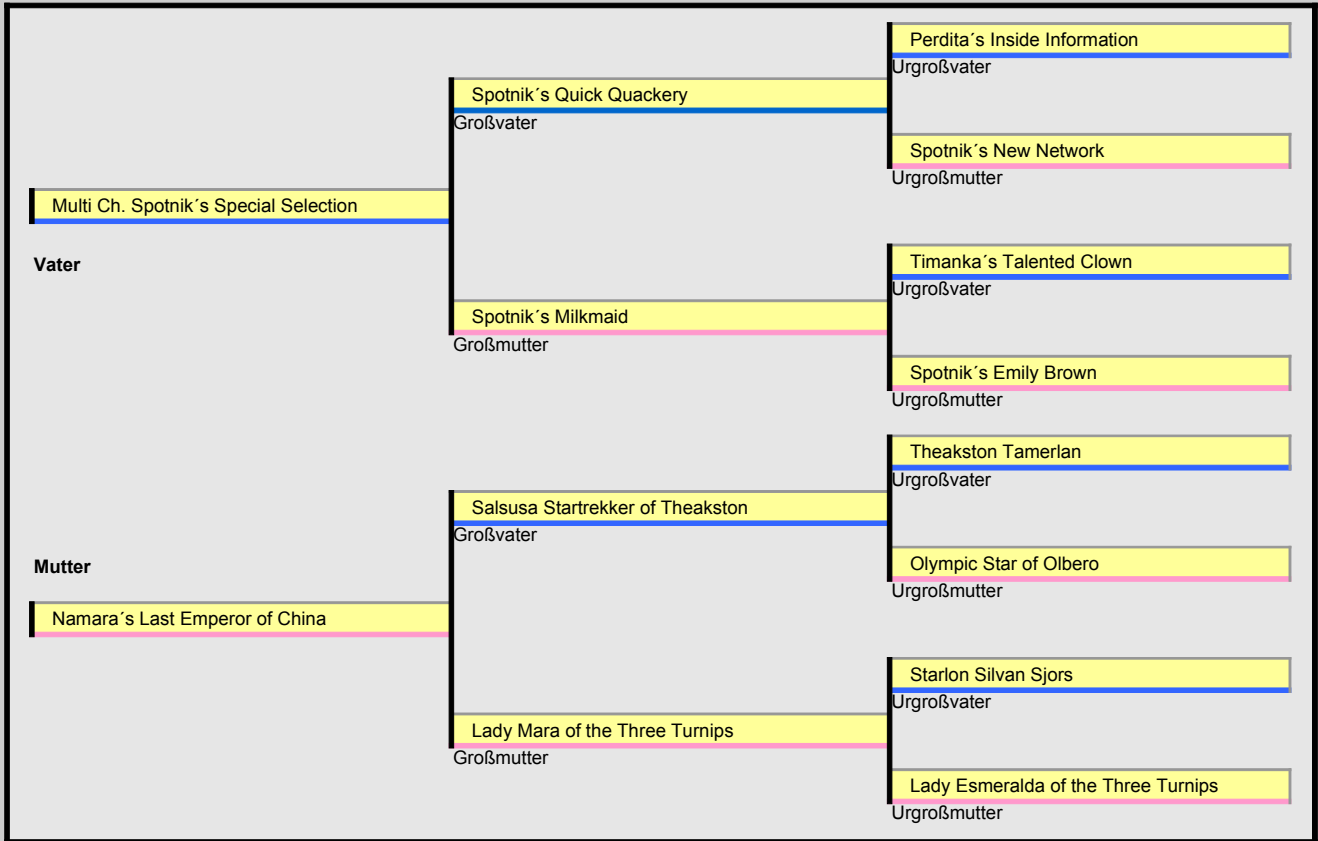 Perdita´s Inside Information
Urgroßvater
Spotnik´s Quick Quackery
Großvater
Spotnik´s New Network
Urgroßmutter
Multi Ch. Spotnik´s Special Selection
Vater
Timanka´s Talented Clown
Urgroßvater
Spotnik´s Milkmaid
Großmutter
Spotnik´s Emily Brown
Urgroßmutter
Theakston Tamerlan
Urgroßvater
Salsusa Startrekker of Theakston
Großvater
Olympic Star of Olbero
Urgroßmutter
Mutter
Namara´s Last Emperor of China
Starlon Silvan Sjors
Urgroßvater
Lady Mara of the Three Turnips
Großmutter
Lady Esmeralda of the Three Turnips
Urgroßmutter